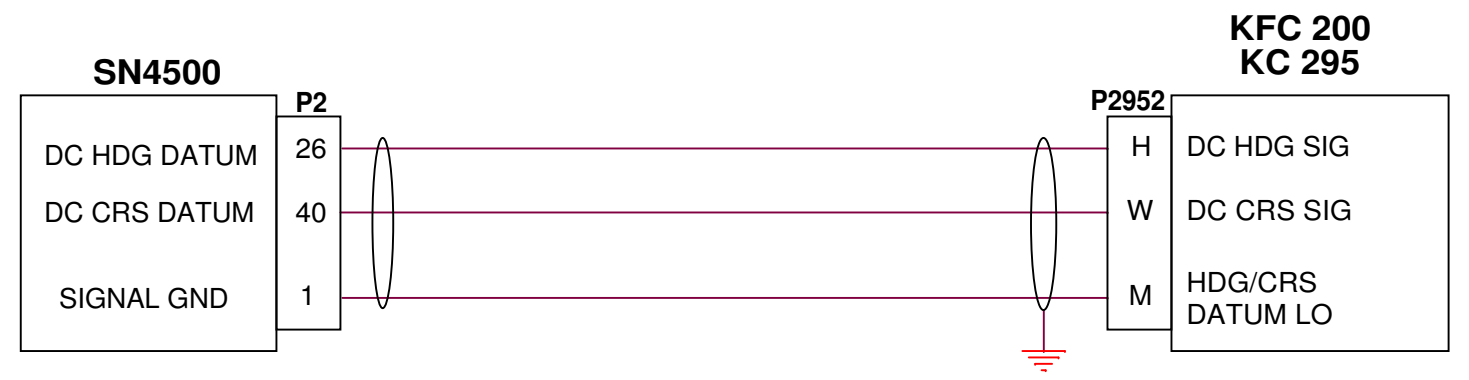 KFC 200
KC 295
SN4500
P2
P2952
DC HDG DATUM
26
H
DC HDG SIG
DC CRS DATUM
40
W
DC CRS SIG
SIGNAL GND
1
M
HDG/CRS
DATUM LO